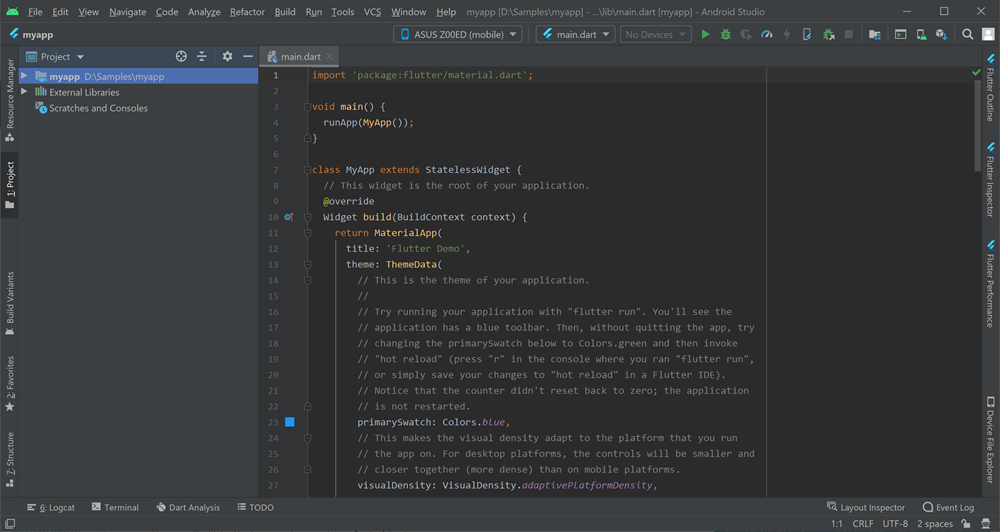 File Edit View Navigate Code Analyze Refactor Build Run Tools VCS Window Help myapp [D:\Samples\myapp] - ...\lib\main.dart [myapp] - Android Studio
myapp
ASUS Z00ED (mobile)
main.dart
No Devices
Project
main.dart
myapp D:\Samples\myapp
External Libraries
Scratches and Consoles
Resource Manager
1: Project
Build Variants
2: Favorites
7: Structure
1 import 'package:flutter/material.dart';
2
3 void main() {
4 runApp(MyApp());
5 }
6
7 class MyApp extends StatelessWidget {
8 // This widget is the root of your application.
9 @override
10 Widget build(BuildContext context) {
11 return MaterialApp(
12 title: 'Flutter Demo',
13 theme: ThemeData(
14 // This is the theme of your application.
15 //
16 // Try running your application with "flutter run". You'll see the
17 // application has a blue toolbar. Then, without quitting the app, try
18 // changing the primarySwatch below to Colors.green and then invoke
19 // "hot reload" (press "r" in the console where you ran "flutter run",
20 // or simply save your changes to "hot reload" in a Flutter IDE).
21 // Notice that the counter didn't reset back to zero; the application
22 // is not restarted.
23 primarySwatch: Colors.blue,
24 // This makes the visual density adapt to the platform that you run
25 // the app on. For desktop platforms, the controls will be smaller and
26 // closer together (more dense) than on mobile platforms.
27 visualDensity: VisualDensity.adaptivePlatformDensity,
Flutter Outline
Flutter Inspector
Flutter Performance
Device File Explorer
6: Logcat
Terminal
Dart Analysis
TODO
Layout Inspector
Event Log
1:1 CRLF UTF-8 2 spaces